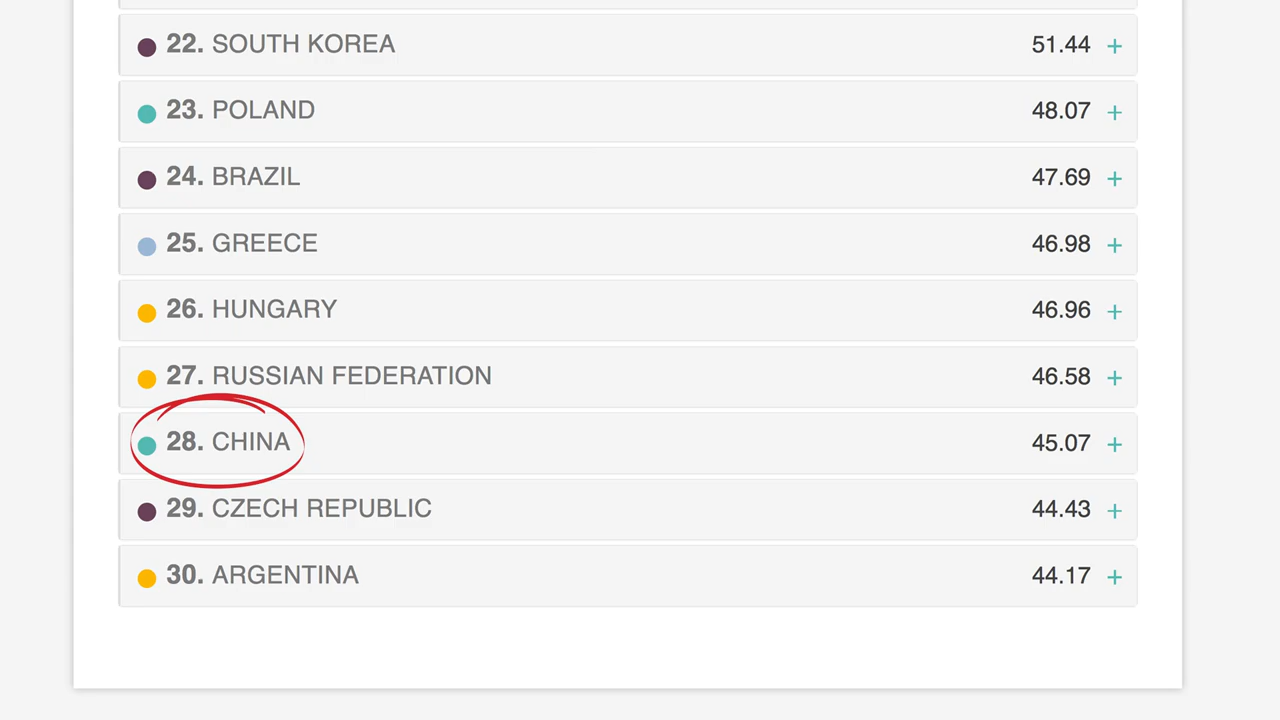 22. SOUTH KOREA 51.44 +
23. POLAND 48.07 +
24. BRAZIL 47.69 +
25. GREECE 46.98 +
26. HUNGARY 46.96 +
27. RUSSIAN FEDERATION 46.58 +
28. CHINA 45.07 +
29. CZECH REPUBLIC 44.43 +
30. ARGENTINA 44.17 +